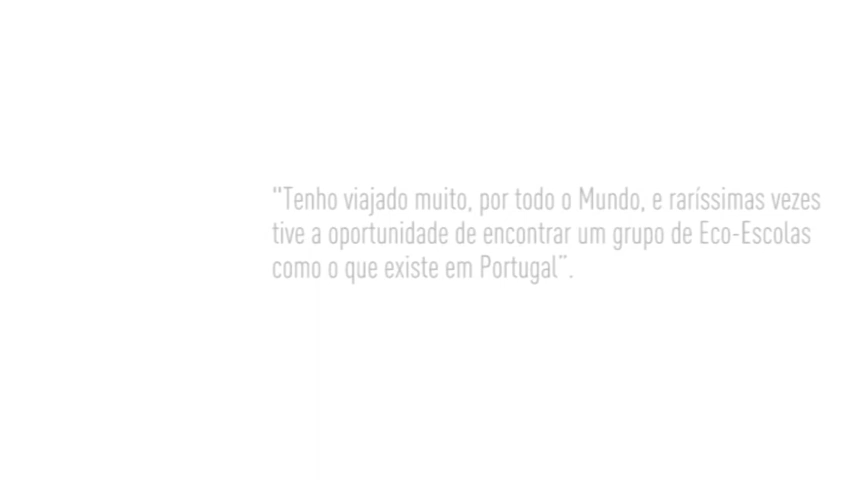 "Tenho viajado muito, por todo o Mundo, e raríssimas vezes
tive a oportunidade de encontrar um grupo de Eco-Escolas
como o que existe em Portugal”.